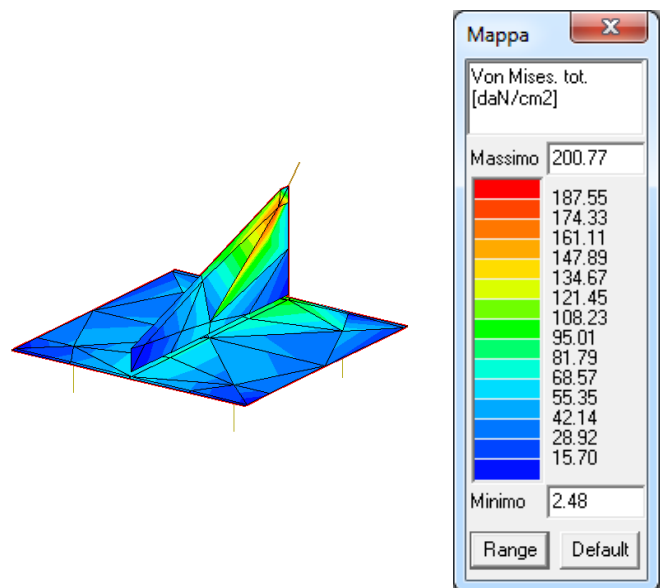 Mappa
Von Mises. tot.
[daN/cm2]
Massimo 200.77
187.55
174.33
161.11
147.89
134.67
121.45
108.23
95.01
81.79
68.57
55.35
42.14
28.92
15.70
Minimo 2.48
Range Default